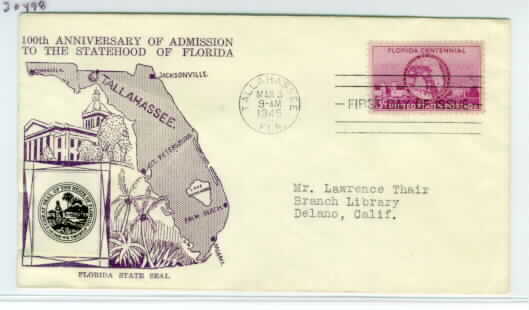 20498
100th ANNIVERSARY OF ADMISSION
TO THE STATEHOOD OF FLORIDA
JACKSONVILLE
TALLAHASSEE
ST. PETERSBURG
PALM BEACH
MIAMI
FLORIDA STATE SEAL
TALLAHASSEE
MAR 3
9-AM
1945
FLA.
FLORIDA CENTENNIAL
FIRST DAY OF ISSUE
Mr. Lawrence Thair
Branch Library
Delano, Calif.